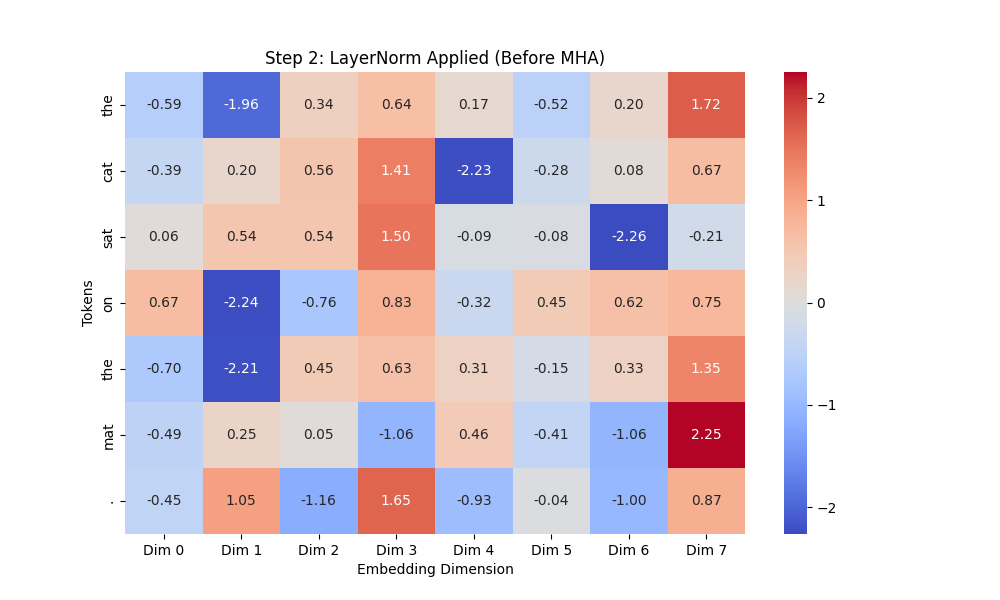 Step 2: LayerNorm Applied (Before MHA)
the -0.59 -1.96 0.34 0.64 0.17 -0.52 0.20 1.72
cat -0.39 0.20 0.56 1.41 -2.23 -0.28 0.08 0.67
sat 0.06 0.54 0.54 1.50 -0.09 -0.08 -2.26 -0.21
on 0.67 -2.24 -0.76 0.83 -0.32 0.45 0.62 0.75
the -0.70 -2.21 0.45 0.63 0.31 -0.15 0.33 1.35
mat -0.49 0.25 0.05 -1.06 0.46 -0.41 -1.06 2.25
. -0.45 1.05 -1.16 1.65 -0.93 -0.04 -1.00 0.87
Tokens
Dim 0 Dim 1 Dim 2 Dim 3 Dim 4 Dim 5 Dim 6 Dim 7
Embedding Dimension
2
1
0
−1
−2